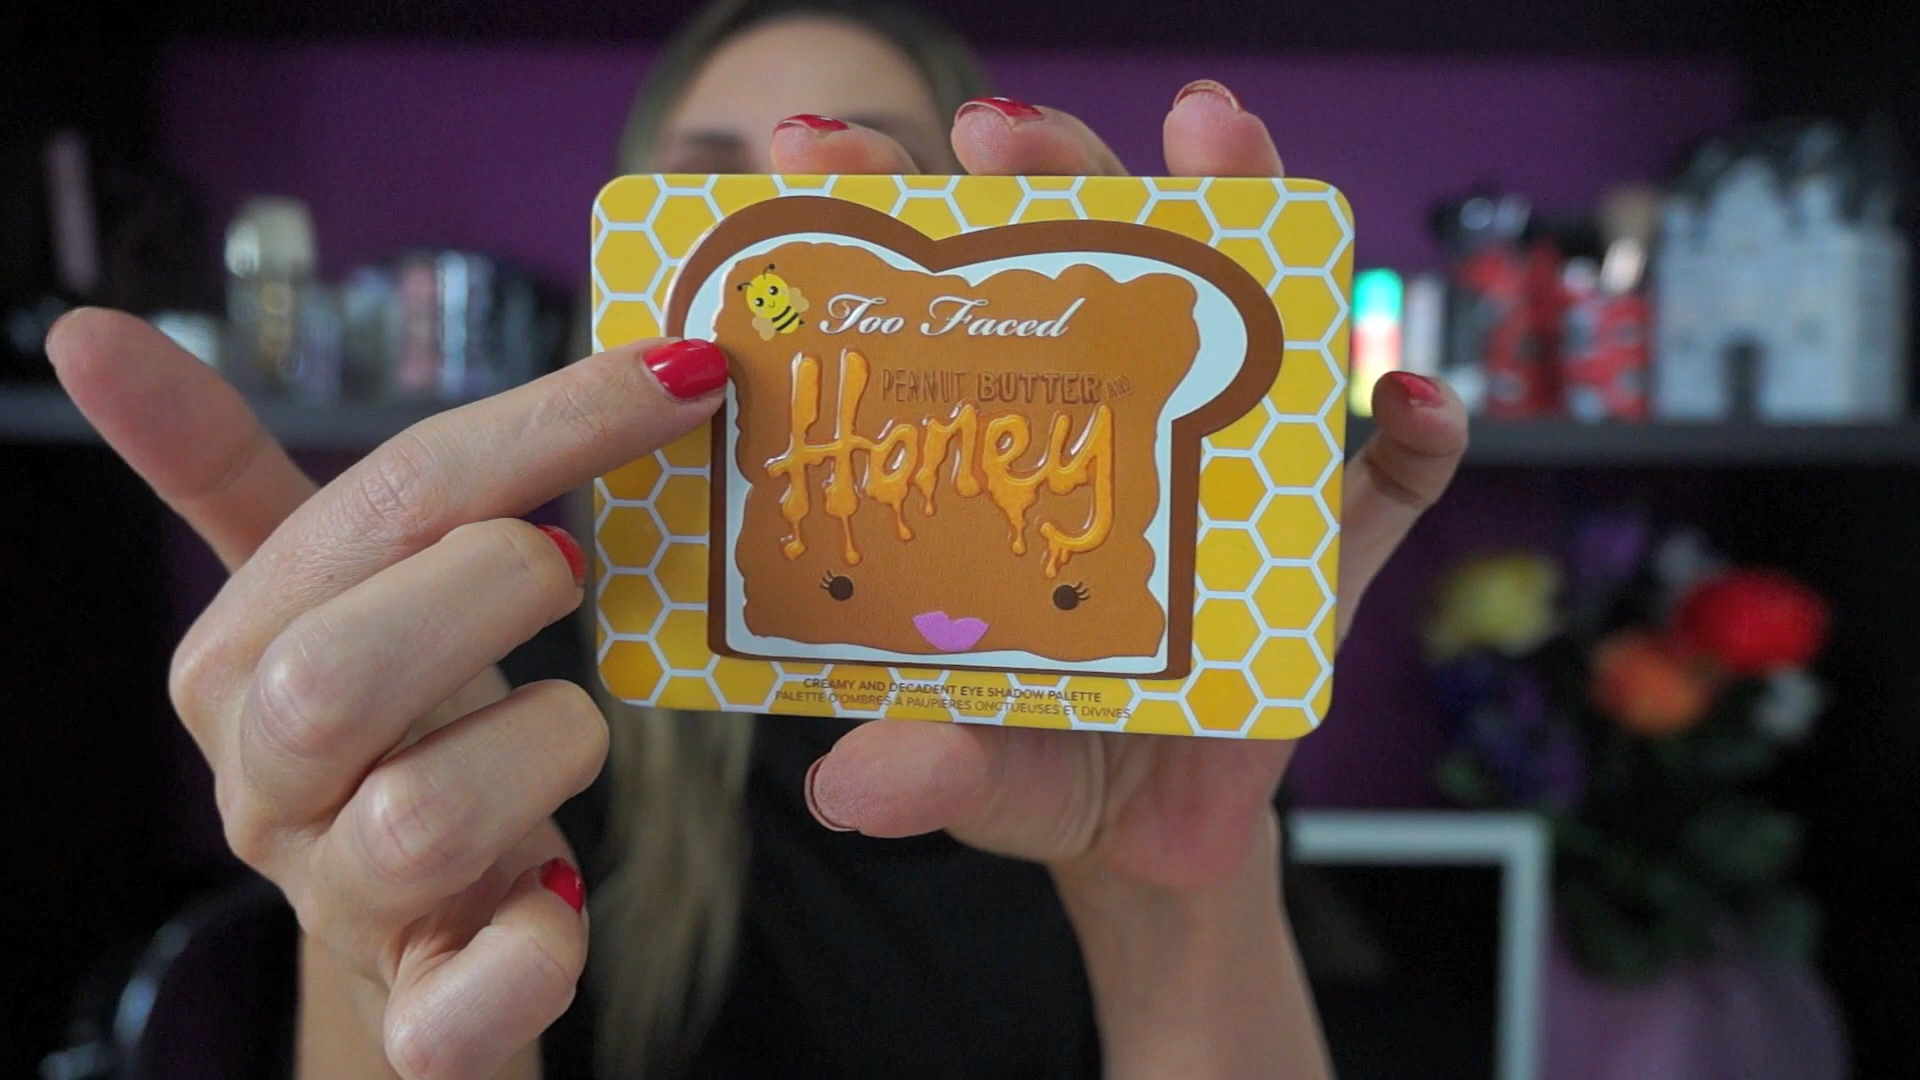 Too Faced
PEANUT BUTTER AND
Honey
CREAMY AND DECADENT EYE SHADOW PALETTE
PALETTE D'OMBRES À PAUPIÈRES ONCTUEUSES ET DIVINES